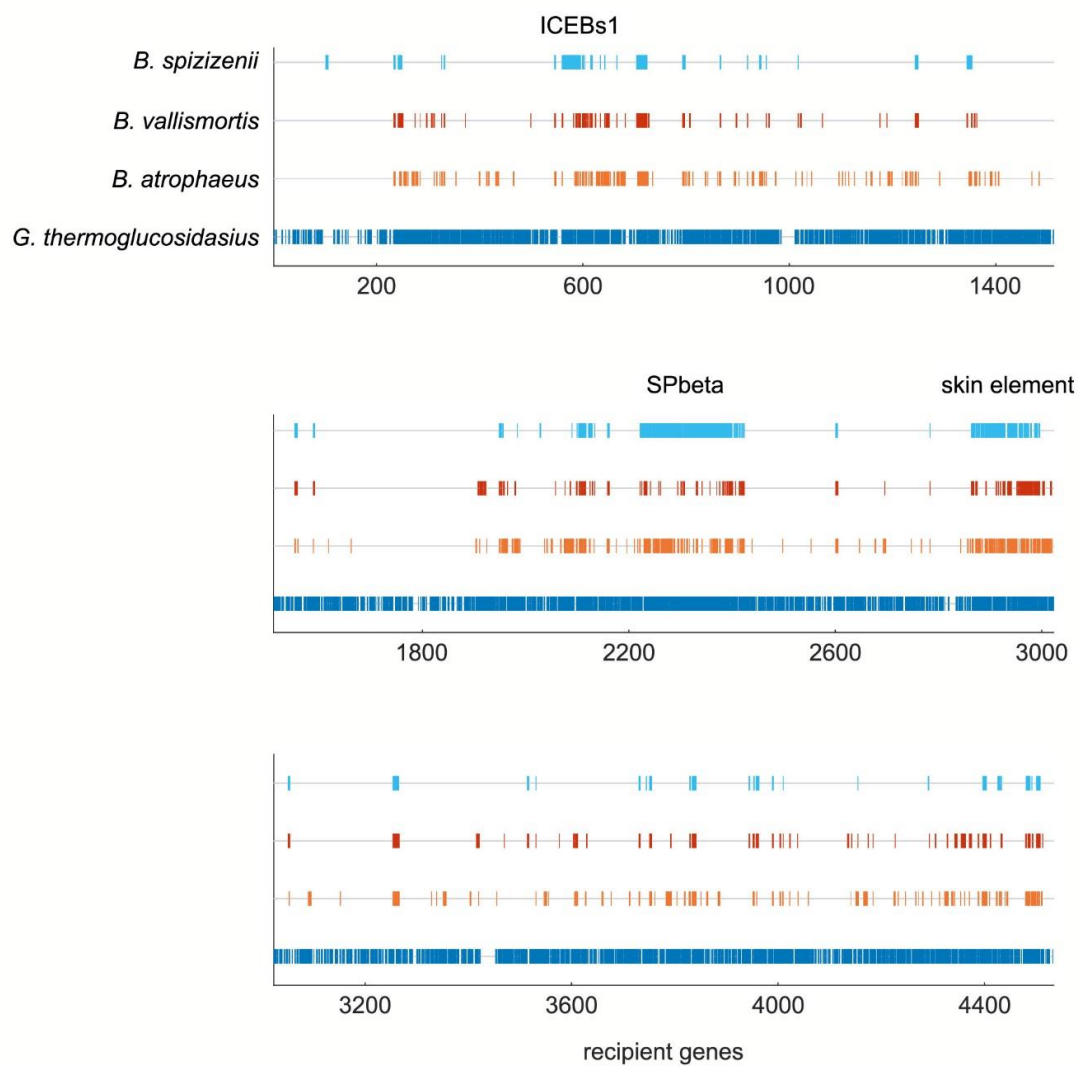 ICEBs1
B. spizizenii
B. vallismortis
B. atrophaeus
G. thermoglucosidasius
200 600 1000 1400
SPbeta skin element
1800 2200 2600 3000
3200 3600 4000 4400
recipient genes